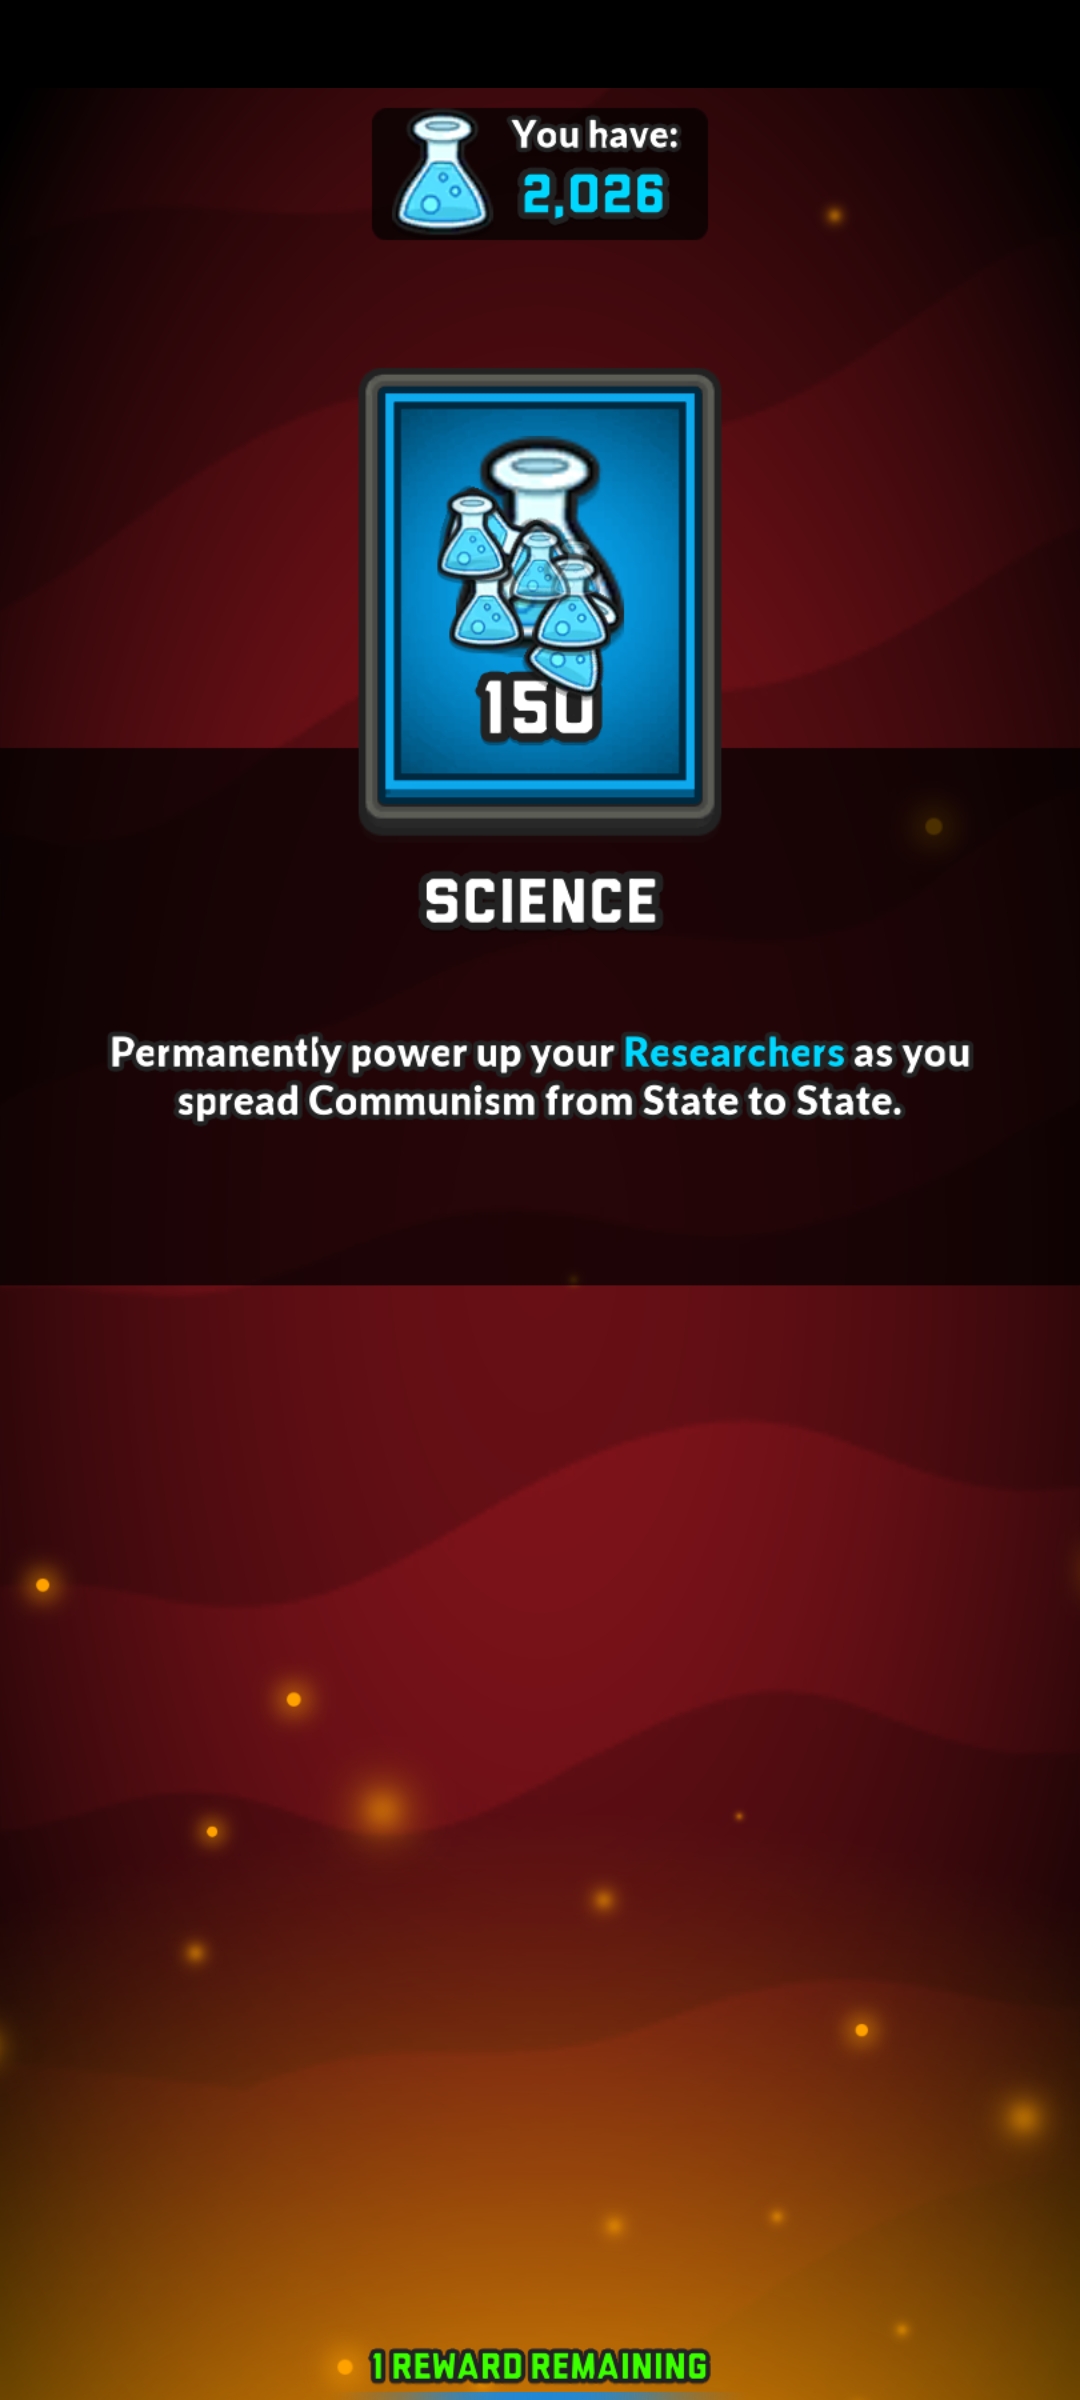 You have:
2,026
150
SCIENCE
Permanently power up your Researchers as you
spread Communism from State to State.
1 REWARD REMAINING